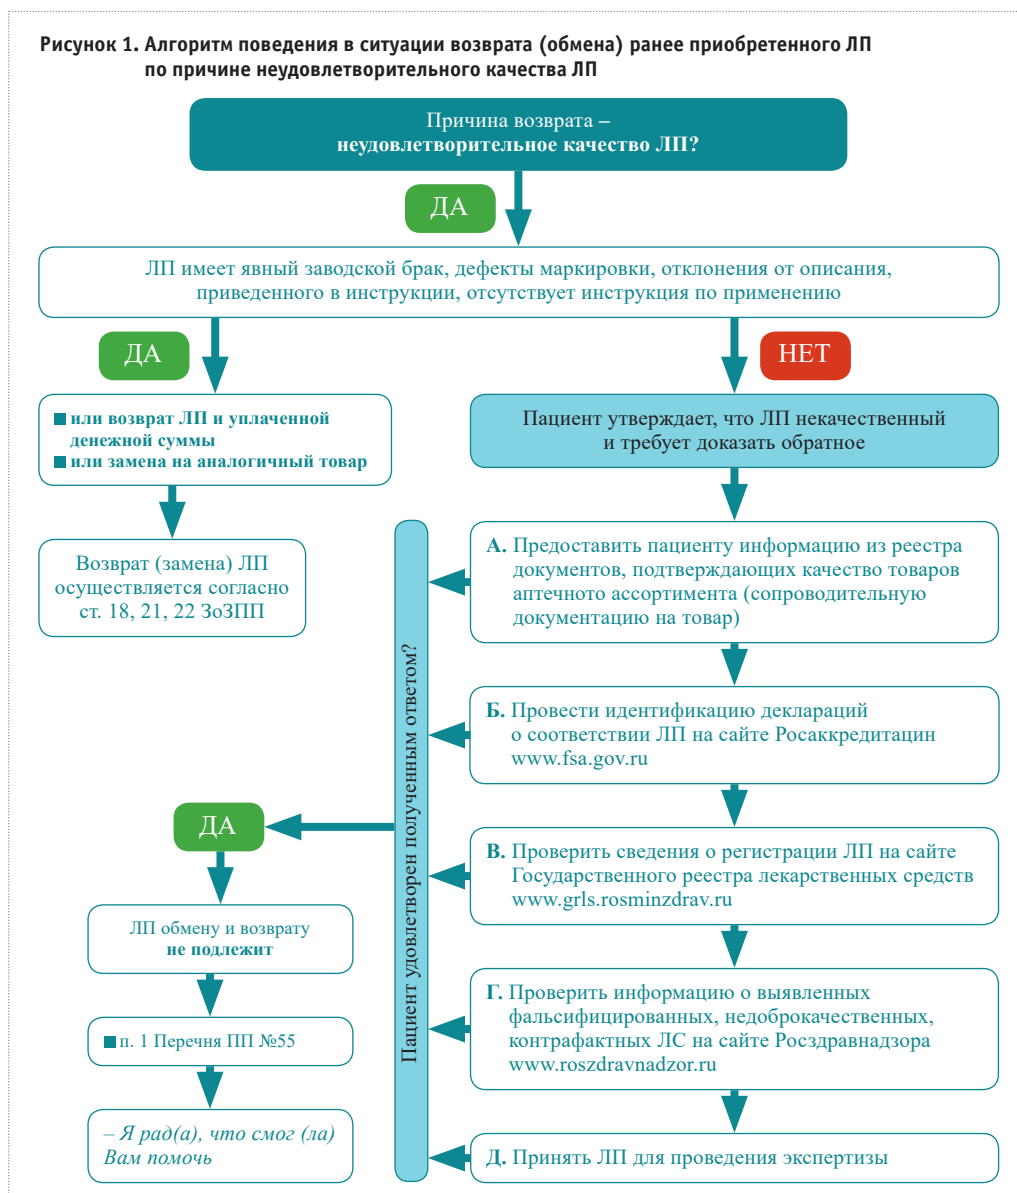 Рисунок 1. Алгоритм поведения в ситуации возврата (обмена) ранее приобретенного ЛП
по причине неудовлетворительного качества ЛП
Причина возврата –
неудовлетворительное качество ЛП?
ДА
ЛП имеет явный заводской брак, дефекты маркировки, отклонения от описания,
приведенного в инструкции, отсутствует инструкция по применению
ДА
НЕТ
■ или возврат ЛП и уплаченной
денежной суммы
■ или замена на аналогичный товар
Возврат (замена) ЛП
осуществляется согласно
ст. 18, 21, 22 ЗоЗПП
Пациент утверждает, что ЛП некачественный
и требует доказать обратное
А. Предоставить пациенту информацию из реестра
документов, подтверждающих качество товаров
аптечного ассортимента (сопроводительную
документацию на товар)
Б. Провести идентификацию деклараций
о соответствии ЛП на сайте Росаккредитацин
www.fsa.gov.ru
В. Проверить сведения о регистрации ЛП на сайте
Государственного реестра лекарственных средств
www.grls.rosminzdrav.ru
Г. Проверить информацию о выявленных
фальсифицированных, недоброкачественных,
контрафактных ЛС на сайте Росздравнадзора
www.roszdravnadzor.ru
Д. Принять ЛП для проведения экспертизы
Пациент удовлетворен полученным ответом?
ДА
ЛП обмену и возврату
не подлежит
■ п. 1 Перечня ПП №55
– Я рад(а), что смог (ла)
Вам помочь